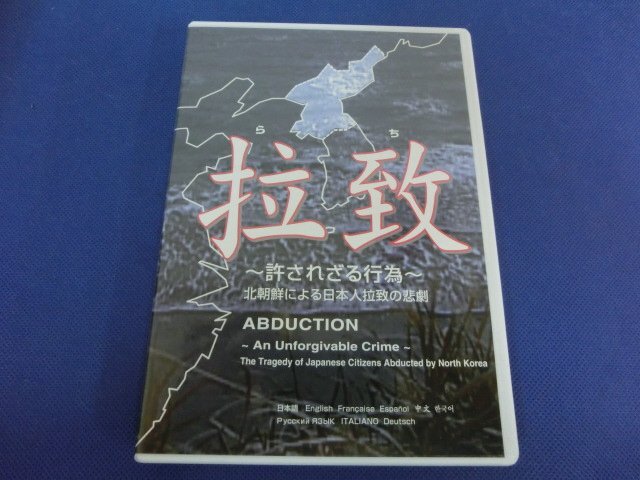 らち
拉致
～許されざる行為～
北朝鮮による日本人拉致の悲劇
ABDUCTION
~ An Unforgivable Crime ~
The Tragedy of Japanese Citizens Abducted by North Korea
日本語 English Française Español 中文 한국어
Русский ЯЗЫК ITALIANO Deutsch